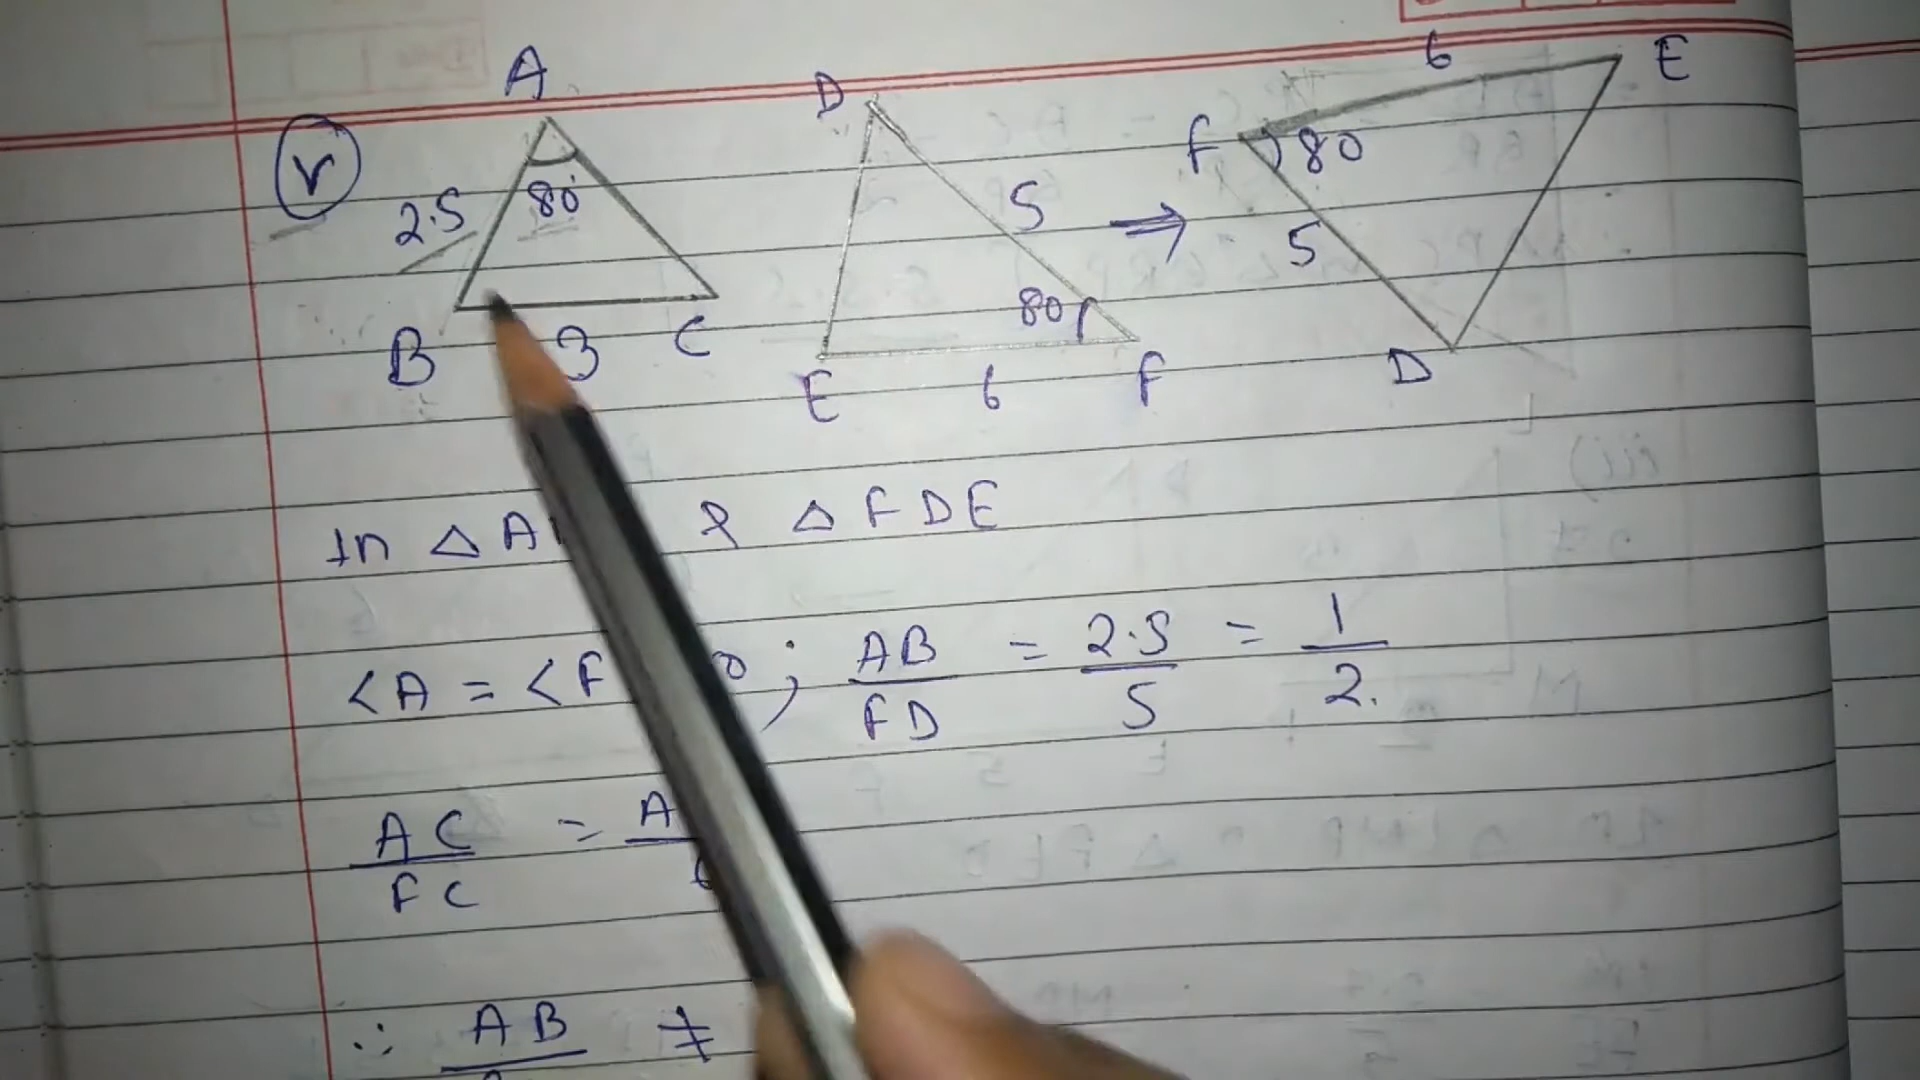 A
D
6 E
(v)
F 80
2.5 80°
5 ⇒ 5
80
B 3 C
D
E 6 F
In △ A & △ FDE
<A = <F ; AB/FD = 2.5/5 = 1/2.
AC/FC = A
∴ AB ≠